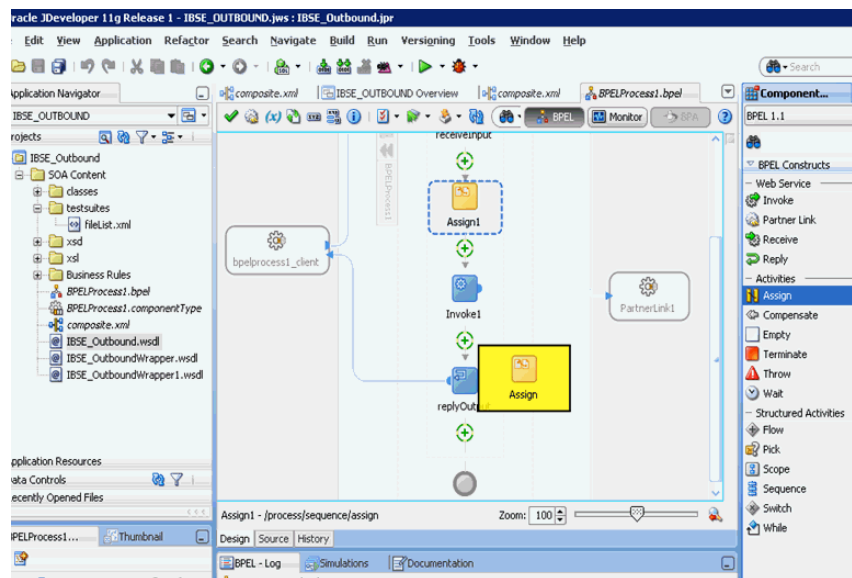 racle JDeveloper 11g Release 1 - IBSE_OUTBOUND.jws : IBSE_Outbound.jpr
Edit View Application Refactor Search Navigate Build Run Versioning Tools Window Help
Search
Application Navigator
composite.xml
IBSE_OUTBOUND Overview
composite.xml
BPELProcess1.bpel
Component...
IBSE_OUTBOUND
BPEL
Monitor
BPA
BPEL 1.1
rojects
IBSE_Outbound
SOA Content
classes
testsuites
fileList.xml
xsd
xsl
Business Rules
BPELProcess1.bpel
BPELProcess1.componentType
composite.xml
IBSE_Outbound.wsdl
IBSE_OutboundWrapper.wsdl
IBSE_OutboundWrapper1.wsdl
pplication Resources
ata Controls
ecently Opened Files
PELProcess1...
Thumbnail
receiveInput
BPELProcess1
Assign1
bpelprocess1_client
Invoke1
PartnerLink1
Assign
replyOut
Assign1 - /process/sequence/assign
Zoom: 100
Design Source History
BPEL - Log
Simulations
Documentation
BPEL Constructs
Web Service
Invoke
Partner Link
Receive
Reply
Activities
Assign
Compensate
Empty
Terminate
Throw
Wait
Structured Activities
Flow
Pick
Scope
Sequence
Switch
While